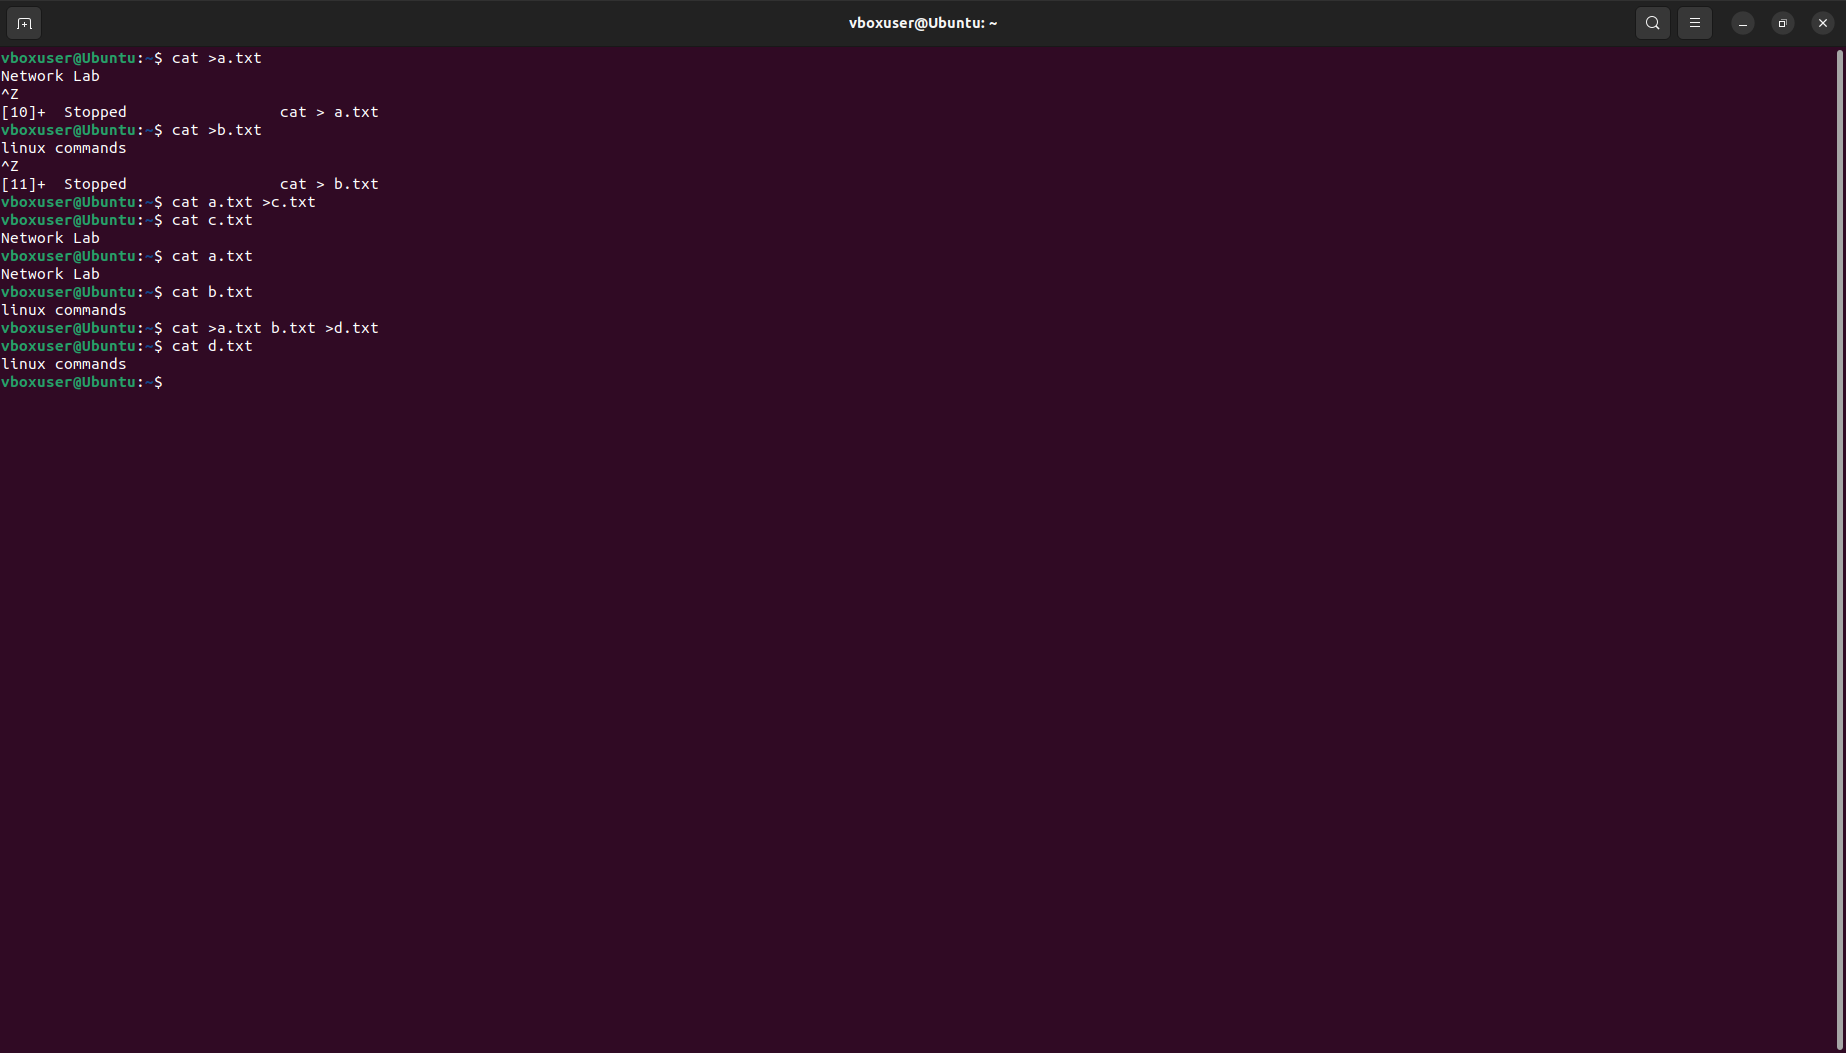 vboxuser@Ubuntu: ~
vboxuser@Ubuntu:~$ cat >a.txt
Network Lab
^Z
[10]+  Stopped                 cat > a.txt
vboxuser@Ubuntu:~$ cat >b.txt
linux commands
^Z
[11]+  Stopped                 cat > b.txt
vboxuser@Ubuntu:~$ cat a.txt >c.txt
vboxuser@Ubuntu:~$ cat c.txt
Network Lab
vboxuser@Ubuntu:~$ cat a.txt
Network Lab
vboxuser@Ubuntu:~$ cat b.txt
linux commands
vboxuser@Ubuntu:~$ cat >a.txt b.txt >d.txt
vboxuser@Ubuntu:~$ cat d.txt
linux commands
vboxuser@Ubuntu:~$